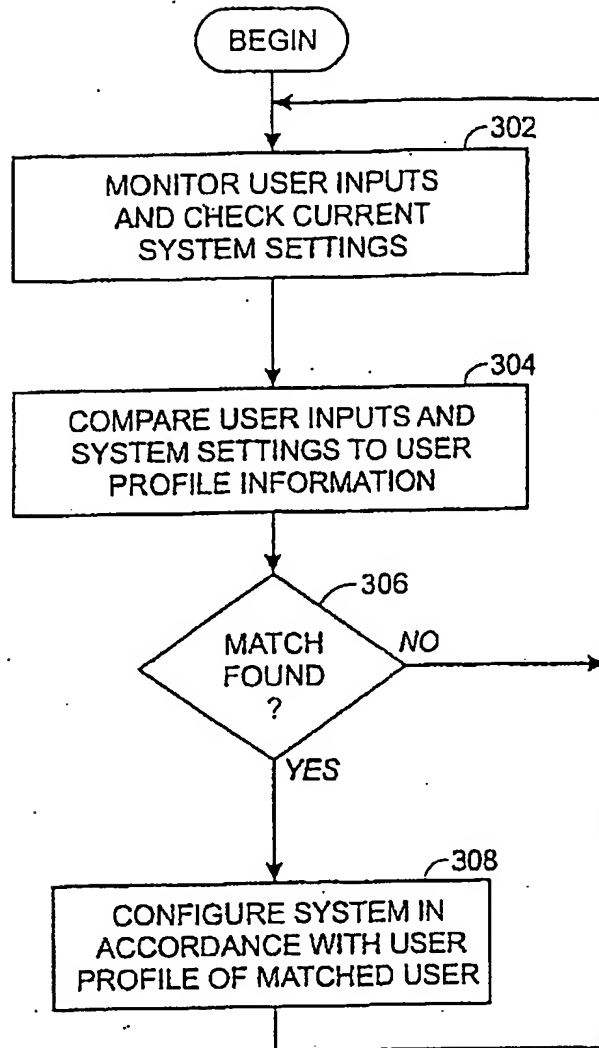 BEGIN
302
MONITOR USER INPUTS
AND CHECK CURRENT
SYSTEM SETTINGS
304
COMPARE USER INPUTS AND
SYSTEM SETTINGS TO USER
PROFILE INFORMATION
306
MATCH
FOUND
?
NO
YES
308
CONFIGURE SYSTEM IN
ACCORDANCE WITH USER
PROFILE OF MATCHED USER